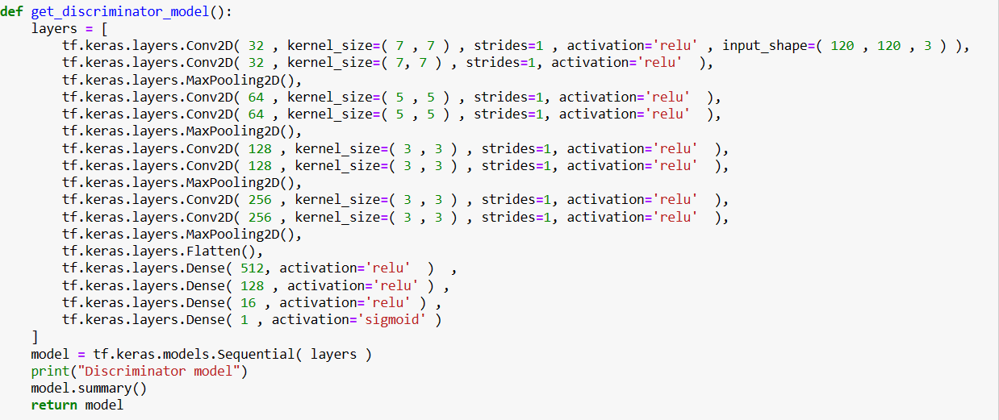 def get_discriminator_model():
    layers = [
        tf.keras.layers.Conv2D( 32 , kernel_size=( 7 , 7 ) , strides=1 , activation='relu' , input_shape=( 120 , 120 , 3 ) ),
        tf.keras.layers.Conv2D( 32 , kernel_size=( 7, 7 ) , strides=1, activation='relu'  ),
        tf.keras.layers.MaxPooling2D(),
        tf.keras.layers.Conv2D( 64 , kernel_size=( 5 , 5 ) , strides=1, activation='relu'  ),
        tf.keras.layers.Conv2D( 64 , kernel_size=( 5 , 5 ) , strides=1, activation='relu'  ),
        tf.keras.layers.MaxPooling2D(),
        tf.keras.layers.Conv2D( 128 , kernel_size=( 3 , 3 ) , strides=1, activation='relu'  ),
        tf.keras.layers.Conv2D( 128 , kernel_size=( 3 , 3 ) , strides=1, activation='relu'  ),
        tf.keras.layers.MaxPooling2D(),
        tf.keras.layers.Conv2D( 256 , kernel_size=( 3 , 3 ) , strides=1, activation='relu'  ),
        tf.keras.layers.Conv2D( 256 , kernel_size=( 3 , 3 ) , strides=1, activation='relu'  ),
        tf.keras.layers.MaxPooling2D(),
        tf.keras.layers.Flatten(),
        tf.keras.layers.Dense( 512, activation='relu'  )  ,
        tf.keras.layers.Dense( 128 , activation='relu' ) ,
        tf.keras.layers.Dense( 16 , activation='relu' ) ,
        tf.keras.layers.Dense( 1 , activation='sigmoid' )
    ]
    model = tf.keras.models.Sequential( layers )
    print("Discriminator model")
    model.summary()
    return model